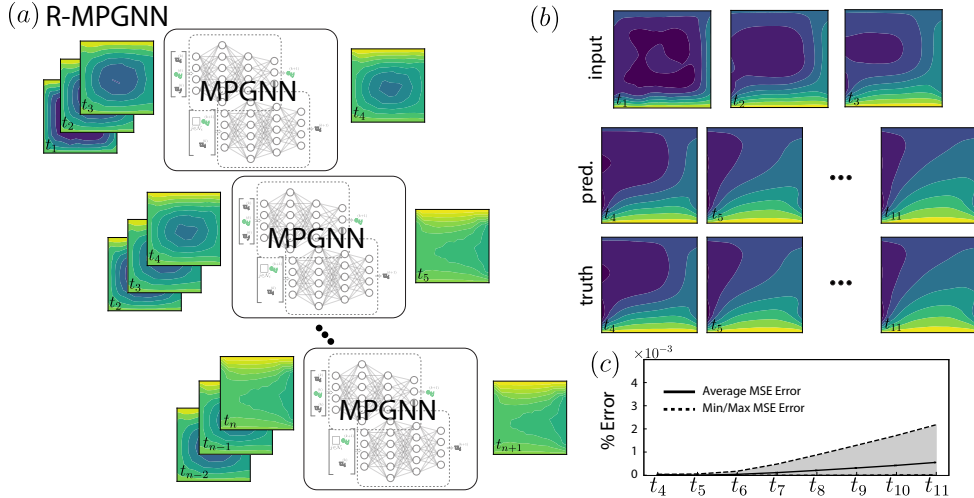 (a) R-MPGNN
t3
t2
t1
MPGNN
t4
t4
t3
t2
MPGNN
t5
tn
tn−1
tn−2
MPGNN
tn+1
(b)
input
t1
t2
t3
pred.
t4
t5
•••
t11
truth
t4
t5
•••
t11
(c)
×10−3
% Error
4
2
0
Average MSE Error
Min/Max MSE Error
t4 t5 t6 t7 t8 t9 t10 t11